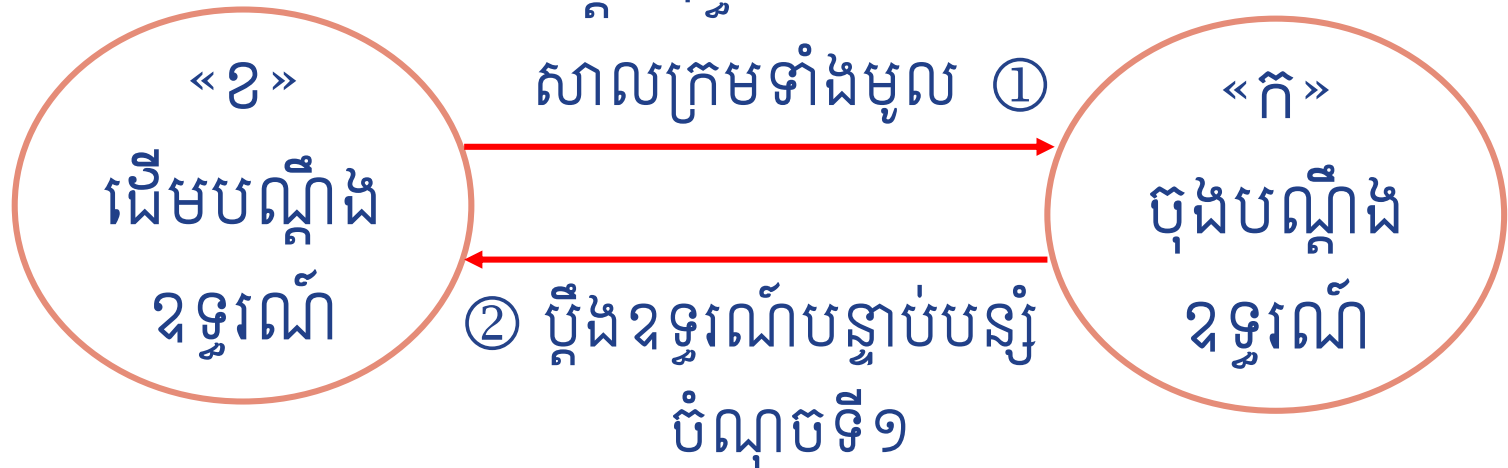 «ខ»
ដើមបណ្ដឹង
ឧទ្ធរណ៍
សាលក្រមទាំងមូល ①
② ប្ដឹងឧទ្ធរណ៍បន្ទាប់បន្សំ
ចំណុចទី១
«ក»
ចុងបណ្ដឹង
ឧទ្ធរណ៍